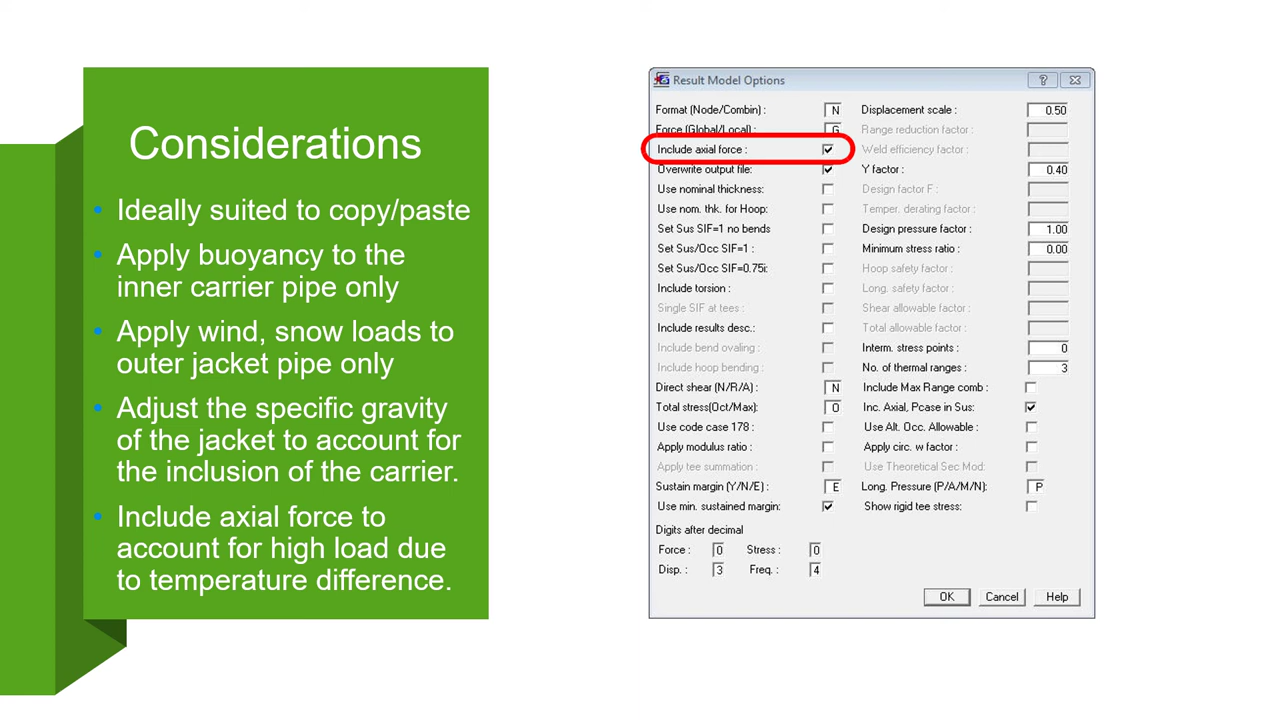 Considerations
• Ideally suited to copy/paste
• Apply buoyancy to the
inner carrier pipe only
• Apply wind, snow loads to
outer jacket pipe only
• Adjust the specific gravity
of the jacket to account for
the inclusion of the carrier.
• Include axial force to
account for high load due
to temperature difference.
Result Model Options
Format (Node/Combin) : N
Force (Global/Local): G
Include axial force :
Overwrite output file:
Use nominal thickness:
Use nom. thk. for Hoop:
Set Sus SIF=1 no bends
Set Sus/Occ SIF=1 :
Set Sus/Occ SIF=0.75i:
Include torsion :
Single SIF at tees :
Include results desc.:
Include bend ovaling :
Include hoop bending :
Direct shear (N/R/A) : N
Total stress(Oct/Max): O
Use code case 178 :
Apply modulus ratio :
Apply tee summation :
Sustain margin (Y/N/E) : E
Use min. sustained margin:
Displacement scale : 0.50
Range reduction factor :
Weld efficiency factor :
Y factor : 0.40
Design factor F :
Temper. derating factor :
Design pressure factor : 1.00
Minimum stress ratio : 0.00
Hoop safety factor :
Long. safety factor :
Shear allowable factor :
Total allowable factor :
Interm. stress points : 0
No. of thermal ranges : 3
Include Max Range comb :
Inc. Axial, Pcase in Sus:
Use Alt. Occ. Allowable :
Apply circ. w factor :
Use Theoretical Sec Mod:
Long. Pressure (P/A/M/N): P
Show rigid tee stress:
Digits after decimal
Force : 0 Stress : 0
Disp. : 3 Freq. : 4
OK Cancel Help